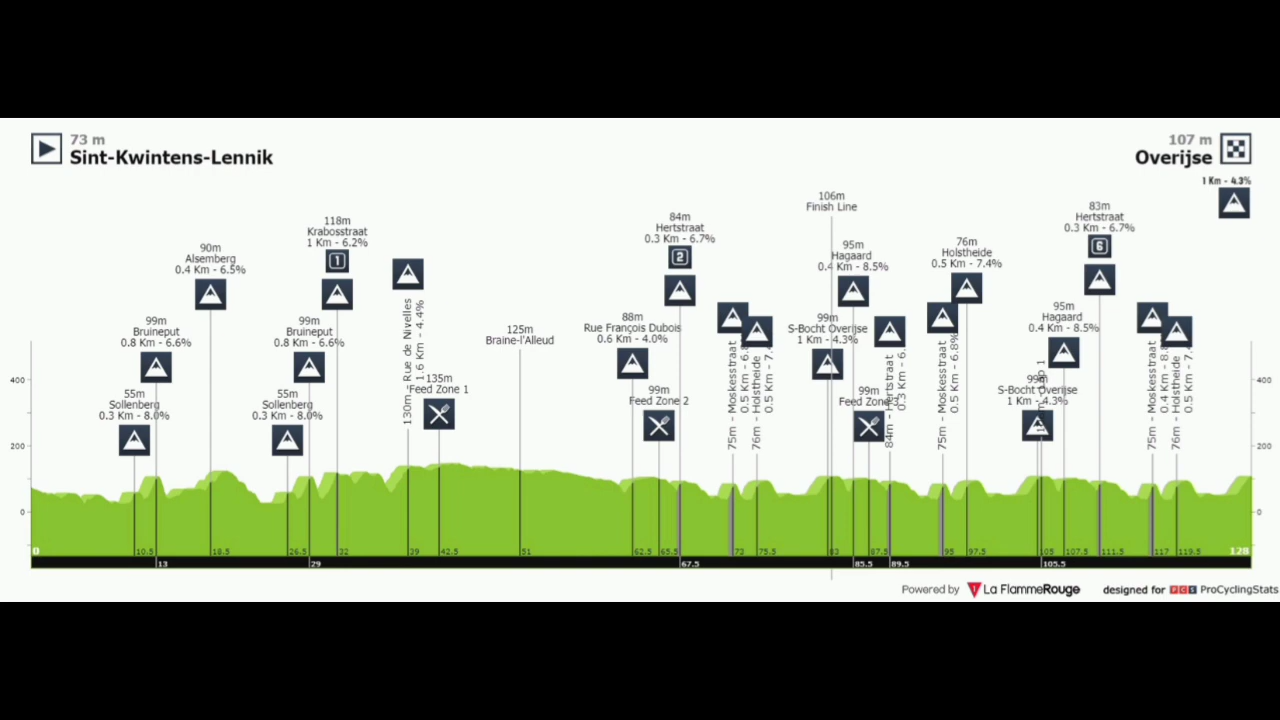 73 m
Sint-Kwintens-Lennik
107 m
Overijse
1 Km - 4.3%
106m
Finish Line
118m
Krabosstraat
1 Km - 6.2%
1
84m
Hertstraat
0.3 Km - 6.7%
2
83m
Hertstraat
0.3 Km - 6.7%
6
90m
Alsemberg
0.4 Km - 6.5%
95m
Hagaard
0.4 Km - 8.5%
76m
Holstheide
0.5 Km - 7.4%
99m
Bruineput
0.8 Km - 6.6%
99m
Bruineput
0.8 Km - 6.6%
130m - Rue de Nivelles
1.6 Km - 4.4%
125m
Braine-l'Alleud
88m
Rue François Dubois
0.6 Km - 4.0%
99m
S-Bocht Overijse
1 Km - 4.3%
95m
Hagaard
0.4 Km - 8.5%
55m
Sollenberg
0.3 Km - 8.0%
55m
Sollenberg
0.3 Km - 8.0%
135m
Feed Zone 1
99m
Feed Zone 2
75m - Moskesstraat
0.5 Km - 6.8
76m - Holstheide
0.5 Km - 7.
99m
Feed Zone
84m - Hertstraat
0.3 Km - 6.
75m - Moskesstraat
0.5 Km - 6.8%
99m
S-Bocht Overijse
1 Km - 4.3%
75m - Moskesstraat
0.4 Km - 8.
76m - Holstheide
0.5 Km - 7.
400
200
0
400
200
0
0 10.5 18.5 26.5 32 39 42.5 51 62.5 65.5 73 75.5 83 87.5 95 97.5 105 107.5 111.5 117 119.5 128
13 29 67.5 85.5 89.5 105.5
Powered by La FlammeRouge designed for PCS ProCyclingStats